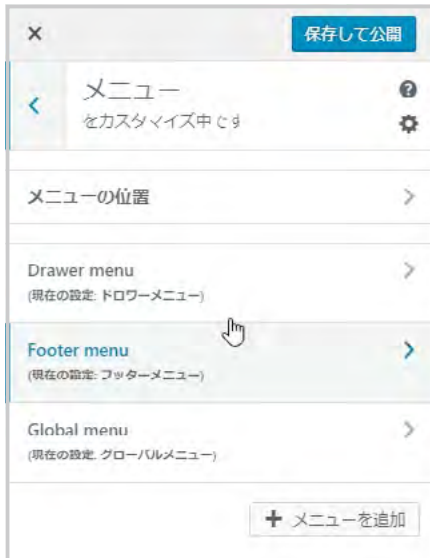 保存して公開
メニュー
をカスタマイズ中です
メニューの位置
Drawer menu
(現在の設定: ドロワーメニュー)
Footer menu
(現在の設定: フッターメニュー)
Global menu
(現在の設定: グローバルメニュー)
メニューを追加